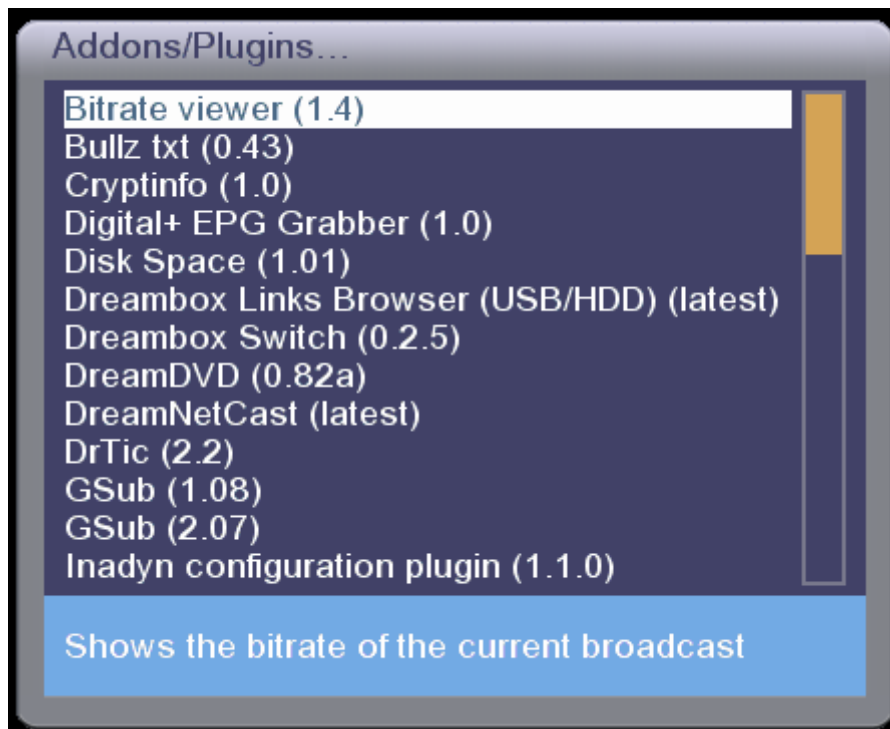 Addons/Plugins...
Bitrate viewer (1.4)
Bullz txt (0.43)
Cryptinfo (1.0)
Digital+ EPG Grabber (1.0)
Disk Space (1.01)
Dreambox Links Browser (USB/HDD) (latest)
Dreambox Switch (0.2.5)
DreamDVD (0.82a)
DreamNetCast (latest)
DrTic (2.2)
GSub (1.08)
GSub (2.07)
Inadyn configuration plugin (1.1.0)
Shows the bitrate of the current broadcast